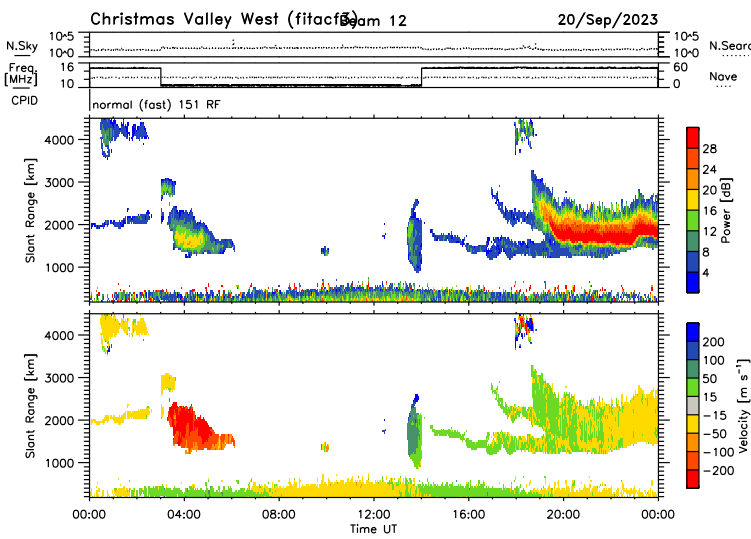 Christmas Valley West (fitacf3) Beam 12 20/Sep/2023
N.Sky 10^5 10^0 10^5 10^0 N.Searc
Freq [MHz] 16 10 60 0 Nave
CPID normal (fast) 151 RF
Slant Range [km] 4000 3000 2000 1000
Power [dB] 28 24 20 16 12 8 4
Slant Range [km] 4000 3000 2000 1000
Velocity [m s⁻¹] 200 100 50 15 -15 -50 -100 -200
00:00 04:00 08:00 12:00 16:00 20:00 00:00
Time UT